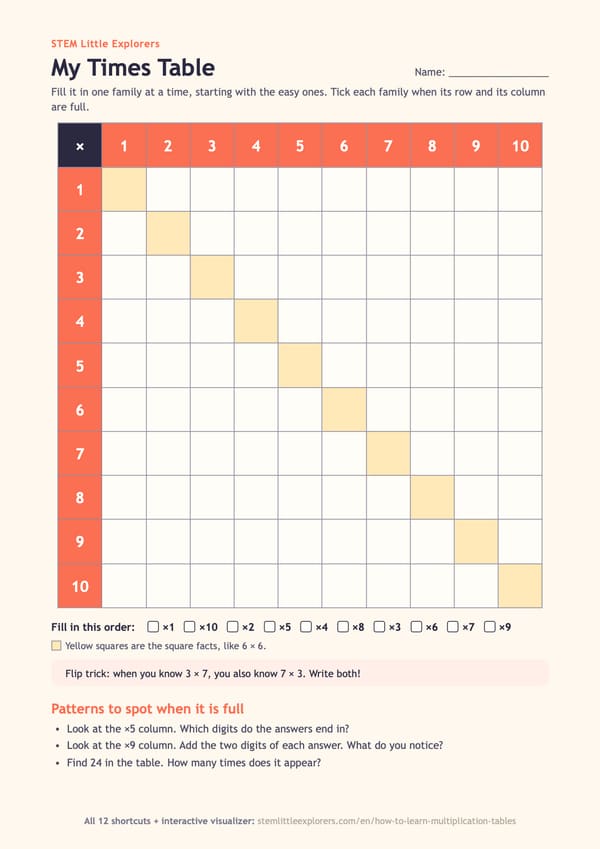 STEM Little Explorers
My Times Table
Name: ___________________
Fill it in one family at a time, starting with the easy ones. Tick each family when its row and its column
are full.
× 1 2 3 4 5 6 7 8 9 10
1
2
3
4
5
6
7
8
9
10
Fill in this order: ×1 ×10 ×2 ×5 ×4 ×8 ×3 ×6 ×7 ×9
Yellow squares are the square facts, like 6 × 6.
Flip trick: when you know 3 × 7, you also know 7 × 3. Write both!
Patterns to spot when it is full
• Look at the ×5 column. Which digits do the answers end in?
• Look at the ×9 column. Add the two digits of each answer. What do you notice?
• Find 24 in the table. How many times does it appear?
All 12 shortcuts + interactive visualizer: stemlittleexplorers.com/en/how-to-learn-multiplication-tables